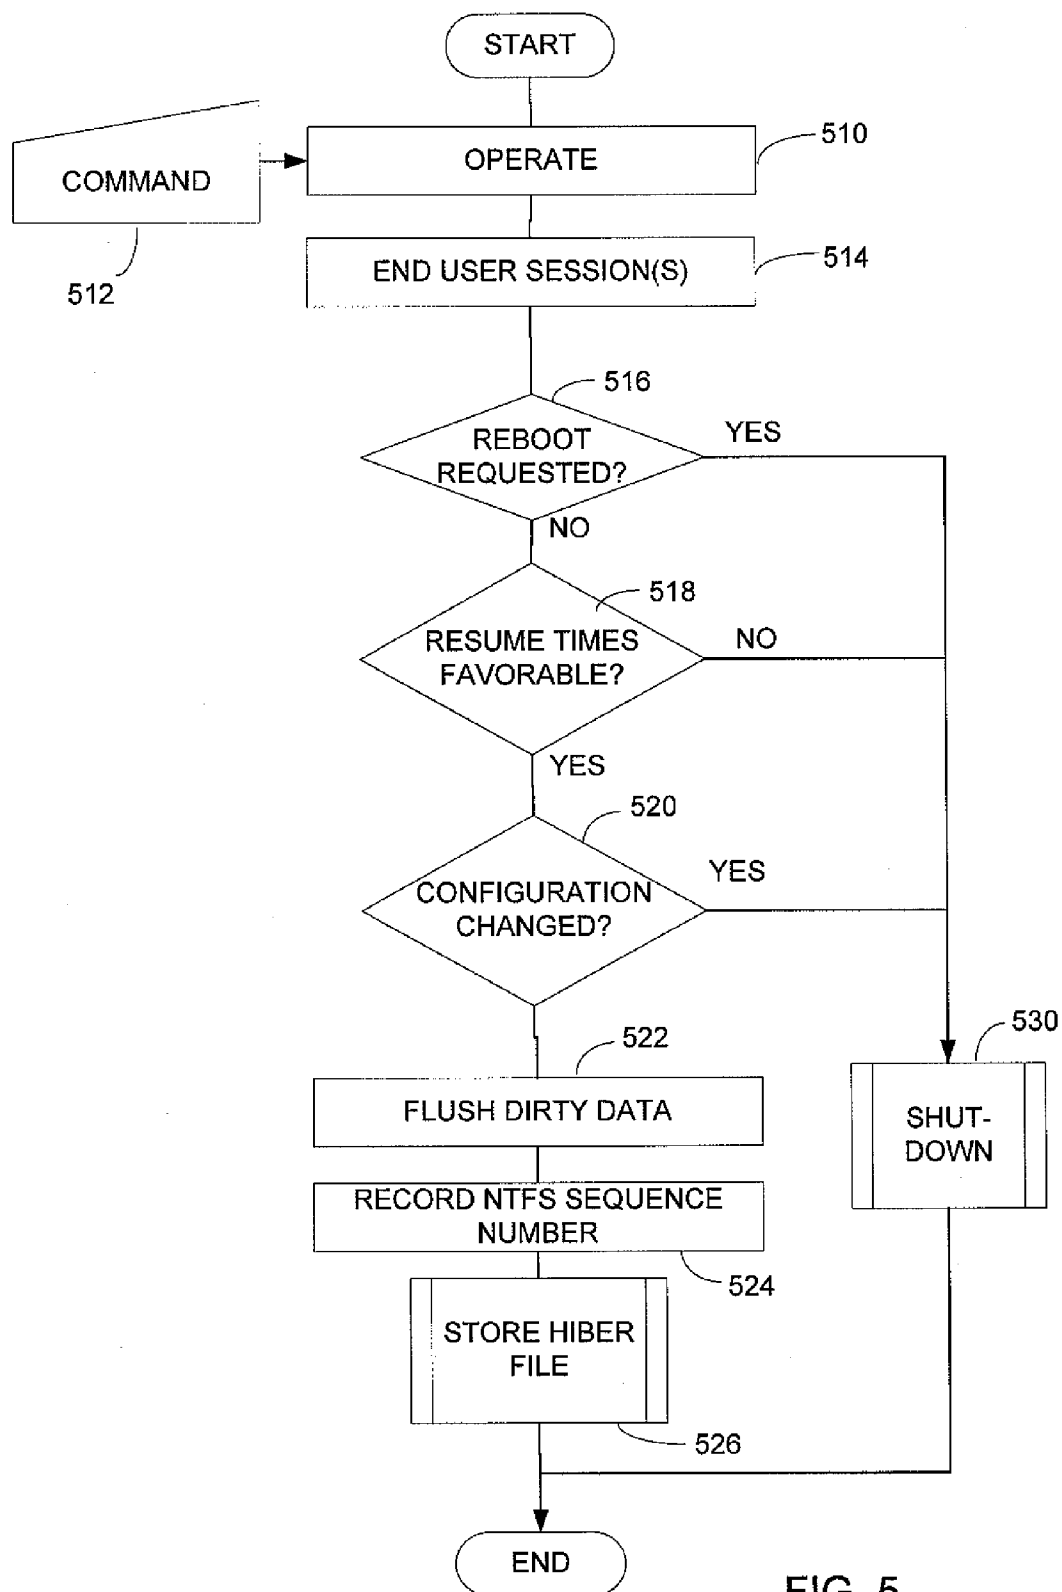 START
OPERATE
510
COMMAND
512
END USER SESSION(S)
514
516
REBOOT
REQUESTED?
YES
NO
518
RESUME TIMES
FAVORABLE?
NO
YES
520
CONFIGURATION
CHANGED?
YES
522
FLUSH DIRTY DATA
530
SHUT-
DOWN
RECORD NTFS SEQUENCE
NUMBER
524
STORE HIBER
FILE
526
END
FIG. 5